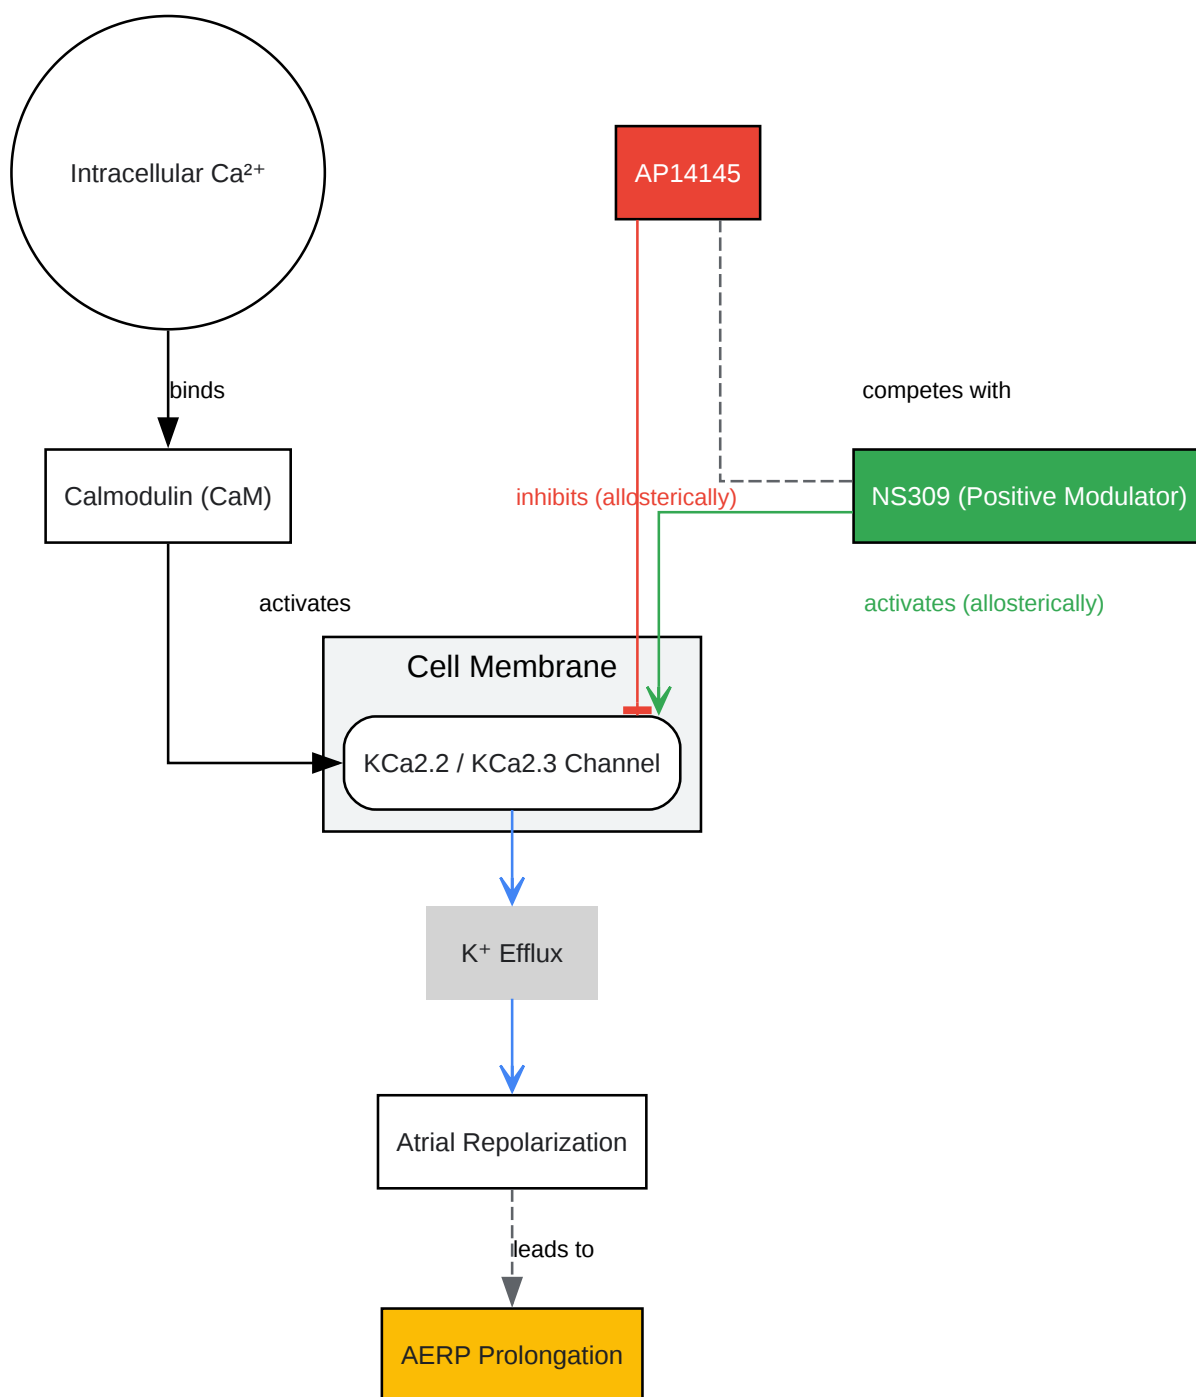 Intracellular Ca²⁺
AP14145
binds
competes with
Calmodulin (CaM)
inhibits (allosterically)
NS309 (Positive Modulator)
activates
activates (allosterically)
Cell Membrane
KCa2.2 / KCa2.3 Channel
K⁺ Efflux
Atrial Repolarization
leads to
AERP Prolongation